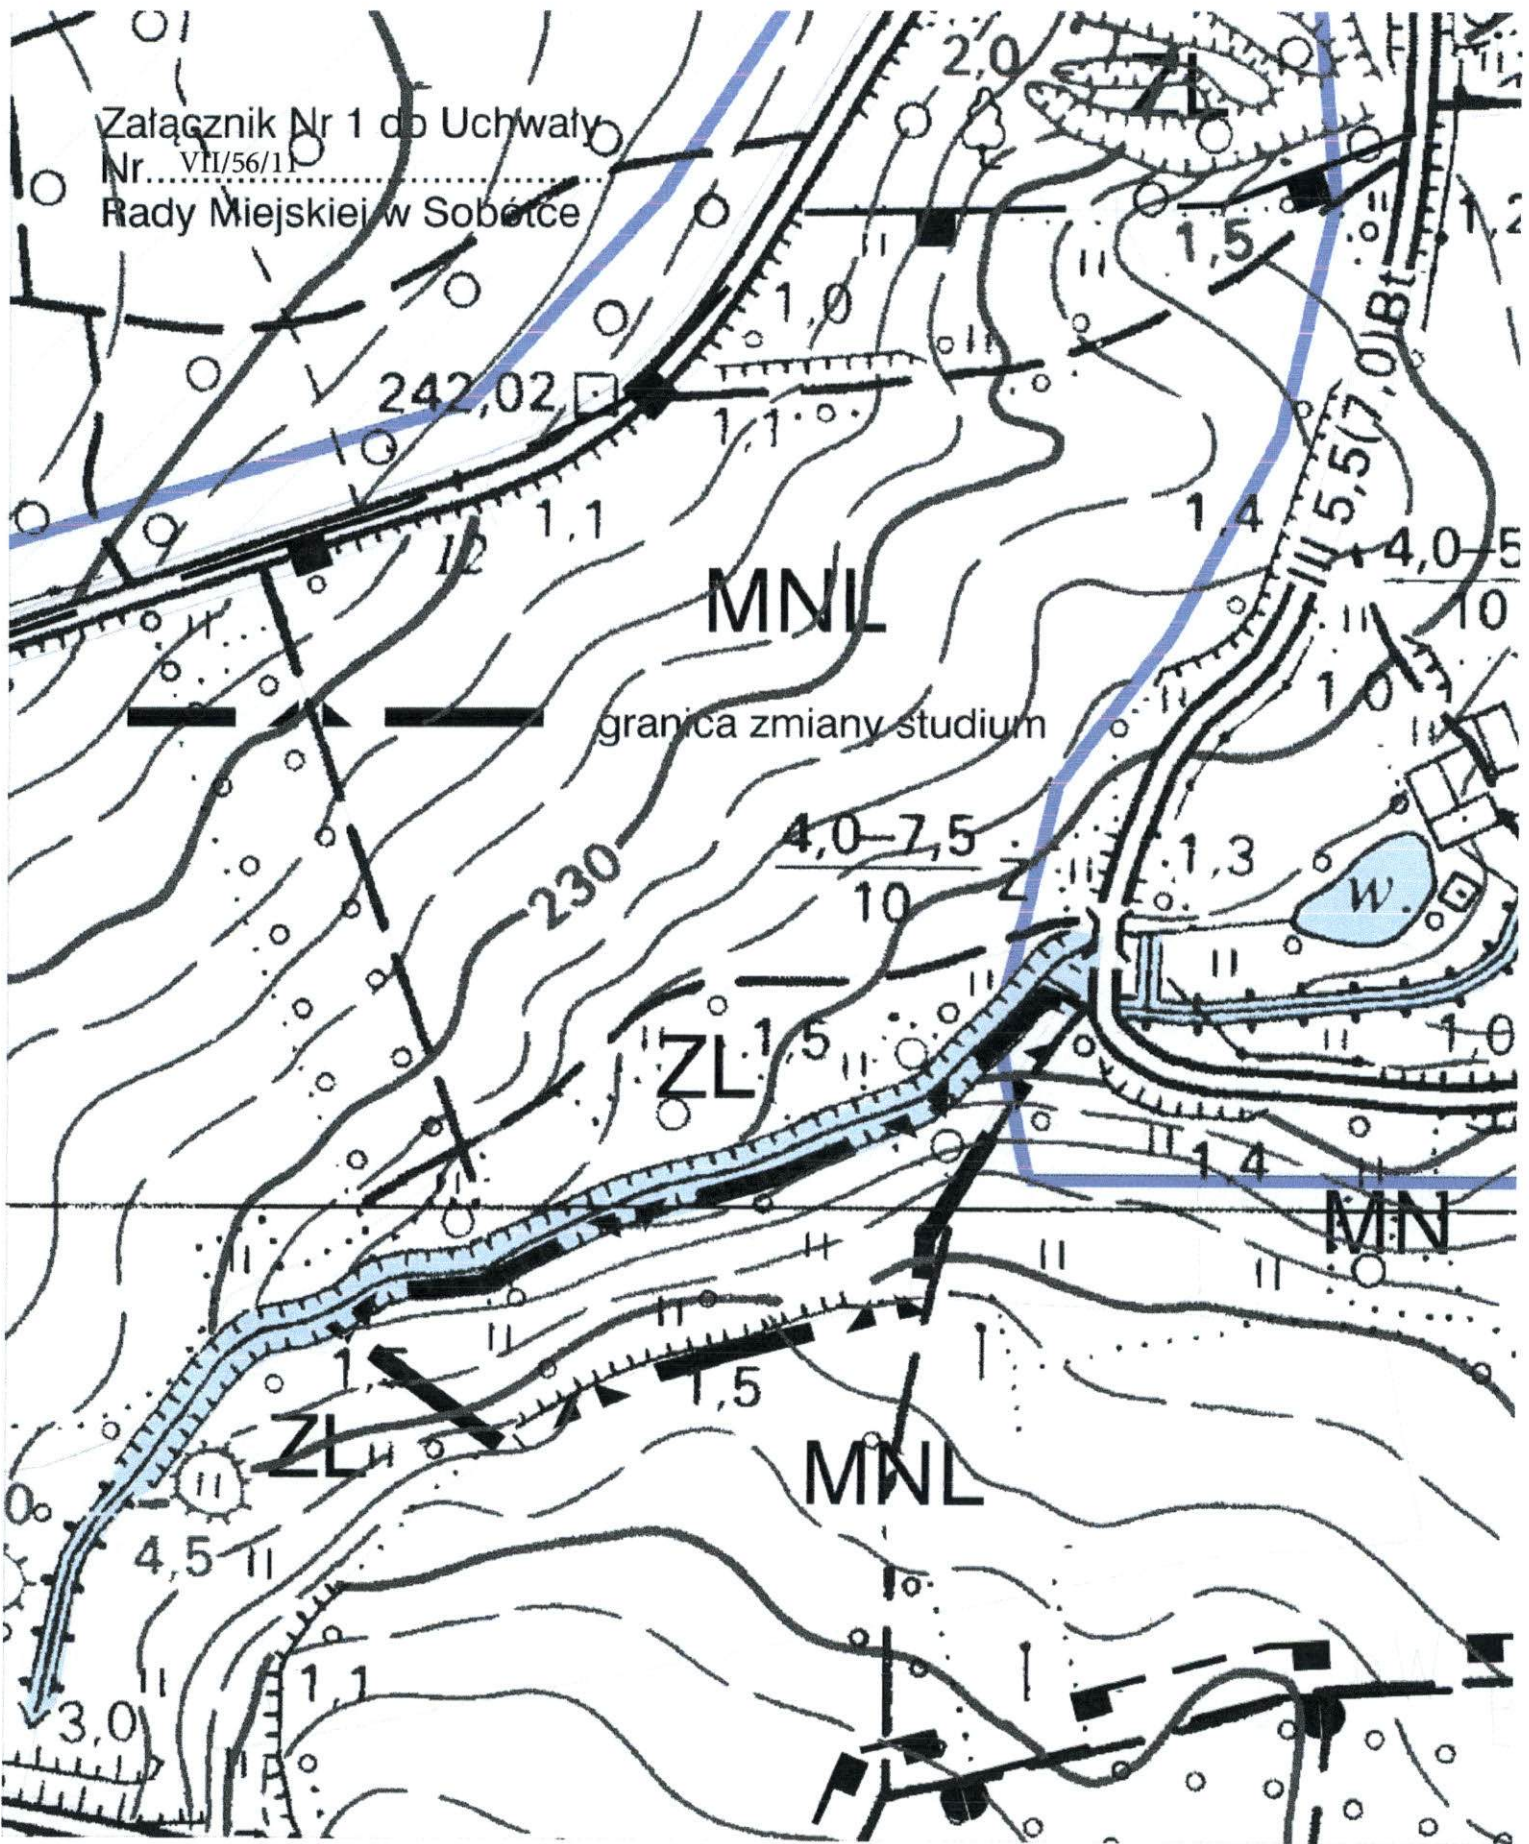 Załącznik Nr 1 do Uchwały
Nr..... VII/56/11 .....
Rady Miejskiej w Sobótce
2,0
ZL
1,5
1,2
1,0
242,02
1,1
1,1
12
1,4
5,5(7,0)Bt
4,0–5
10
MNL
1,0
granica zmiany studium
4,0–7,5
10
Z
1,3
230
w.
ZL
1,5
1,0
1,4
MN
1,5
ZL
MNL
0
4,5
1,1
3,0